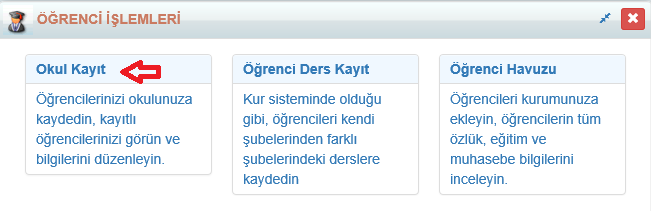 ÖĞRENCİ İŞLEMLERİ
Okul Kayıt
Öğrencilerinizi okulunuza
kaydedin, kayıtlı
öğrencilerinizi görün ve
bilgilerini düzenleyin.
Öğrenci Ders Kayıt
Kur sisteminde olduğu
gibi, öğrencileri kendi
şubelerinden farklı
şubelerindeki derslere
kaydedin
Öğrenci Havuzu
Öğrencileri kurumunuza
ekleyin, öğrencilerin tüm
özlük, eğitim ve
muhasebe bilgilerini
inceleyin.